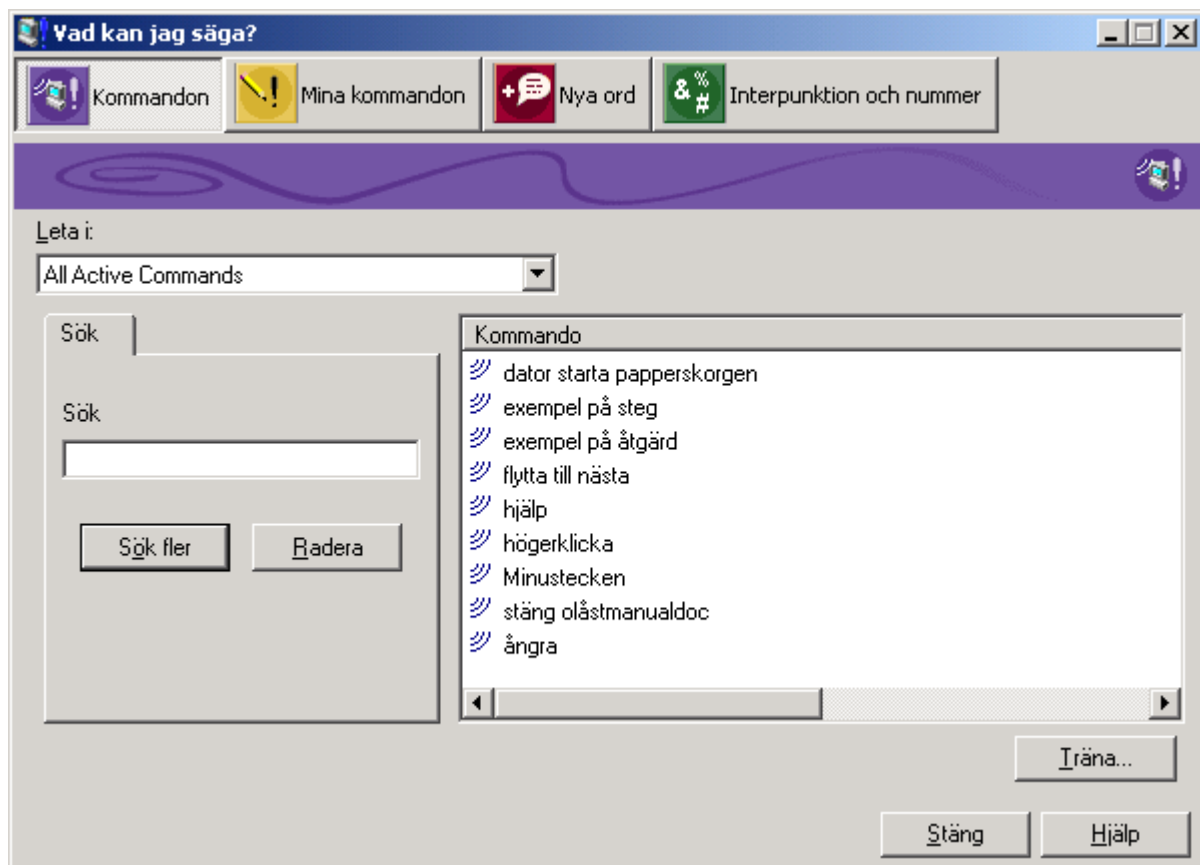 Vad kan jag säga?
Kommandon
Mina kommandon
Nya ord
& % # Interpunktion och nummer
Leta i:
All Active Commands
Sök
Sök
Sök fler
Radera
Kommando
dator starta papperskorgen
exempel på steg
exempel på åtgärd
flytta till nästa
hjälp
högerklicka
Minustecken
stäng olåstmanualdoc
ångra
Träna...
Stäng
Hjälp